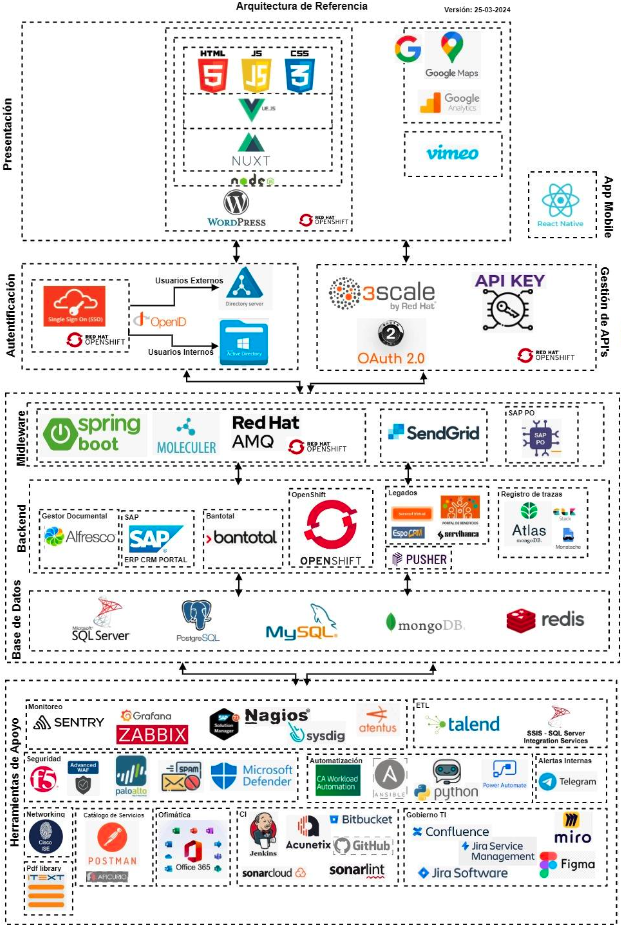 Arquitectura de Referencia
Versión: 25-03-2024
Presentación
HTML JS CSS
5 JS 3
UEJS
NUXT
node
WORDPRESS
RED HAT
OPENSHIFT
Google Maps
Google
Analytics
vimeo
React Native
App Mobile
Autentificación
Single Sign On (SSO)
RED HAT
OPENSHIFT
Usuarios Externos
OpenID
Usuarios Internos
Directory server
Active Directory
3scale
by Red Hat
2
OAuth 2.0
API KEY
RED HAT
OPENSHIFT
Gestión de API's
Midleware
spring
boot
MOLECULER
Red Hat
AMQ
RED HAT
OPENSHIFT
SendGrid
SAP PO
SAP
PO
Backend
Gestor Documental
Alfresco
SAP
SAP
ERP CRM PORTAL
Bantotal
bantotal
OpenShift
OPENSHIFT
Legados
EspoCRM
PUSHER
Registro de trazas
Atlas
mongoDB.
Base de Datos
Microsoft
SQL Server
PostgreSQL
MySQL
mongoDB.
redis
Herramientas de Apoyo
Monitoreo
SENTRY
Grafana
ZABBIX
SAP
Solution
Manager
Nagios
sysdig
atentus
ETL
talend
SSIS - SQL Server
Integration Services
Seguridad
f5
Advanced
WAF
paloalto
SPAM
Microsoft
Defender
Automatización
CA Workload
Automation
ANSIBLE
python
Power Automate
Alertas Internas
Telegram
Networking
Cisco
ISE
Pdf library
ITEXT
Catálogo de Servicios
POSTMAN
APICURIO
Ofimática
Office 365
CI
Jenkins
Acunetix
Bitbucket
GitHub
sonarcloud
sonarlint
Gobierno TI
Confluence
Jira Service
Management
Jira Software
miro
Figma